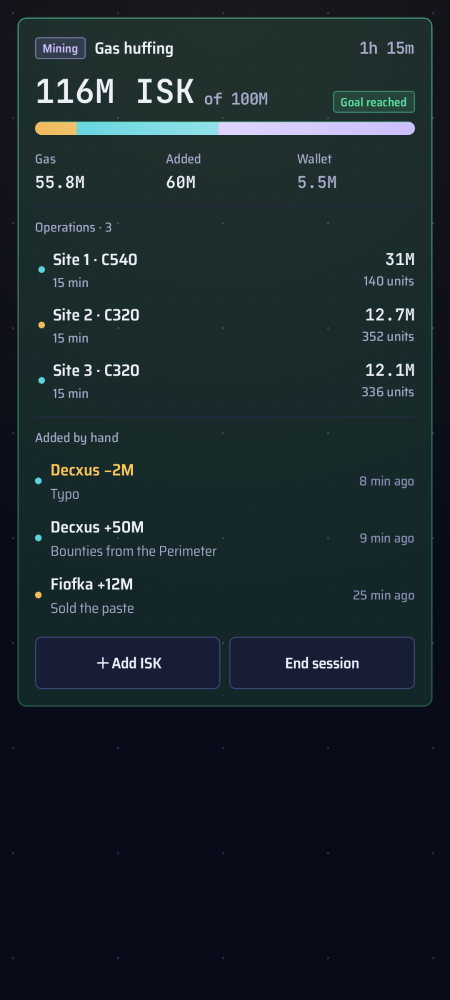 Mining Gas huffing 1h 15m
116M ISK of 100M Goal reached
Gas Added Wallet
55.8M 60M 5.5M
Operations · 3
Site 1 · C540 31M
15 min 140 units
Site 2 · C320 12.7M
15 min 352 units
Site 3 · C320 12.1M
15 min 336 units
Added by hand
Decxus −2M
Typo 8 min ago
Decxus +50M
Bounties from the Perimeter 9 min ago
Fiofka +12M
Sold the paste 25 min ago
+ Add ISK End session